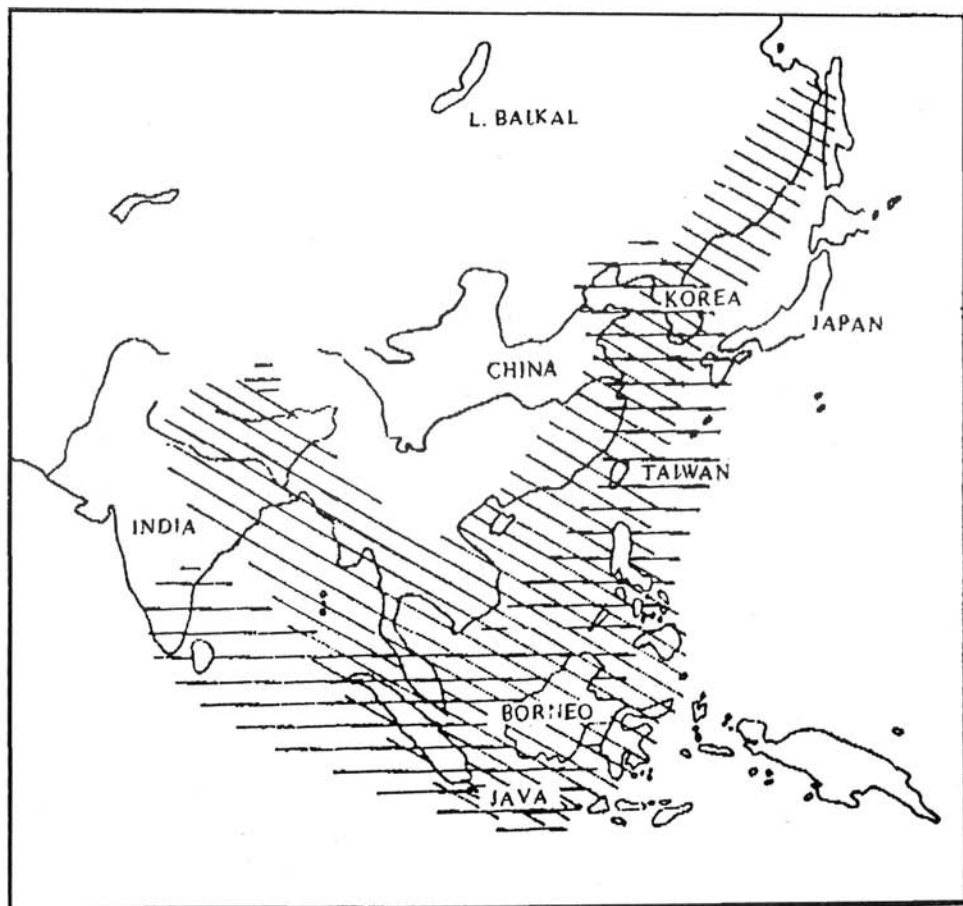 L. BAIKAL
KOREA
JAPAN
CHINA
TAIWAN
INDIA
BORNEO
JAVA